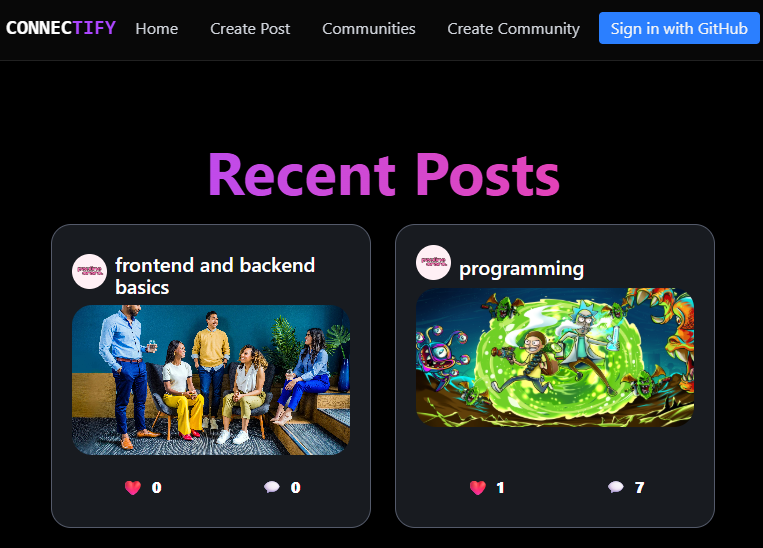 CONNECTIFY Home Create Post Communities Create Community Sign in with GitHub
Recent Posts
frontend and backend
basics
0 0
programming
1 7